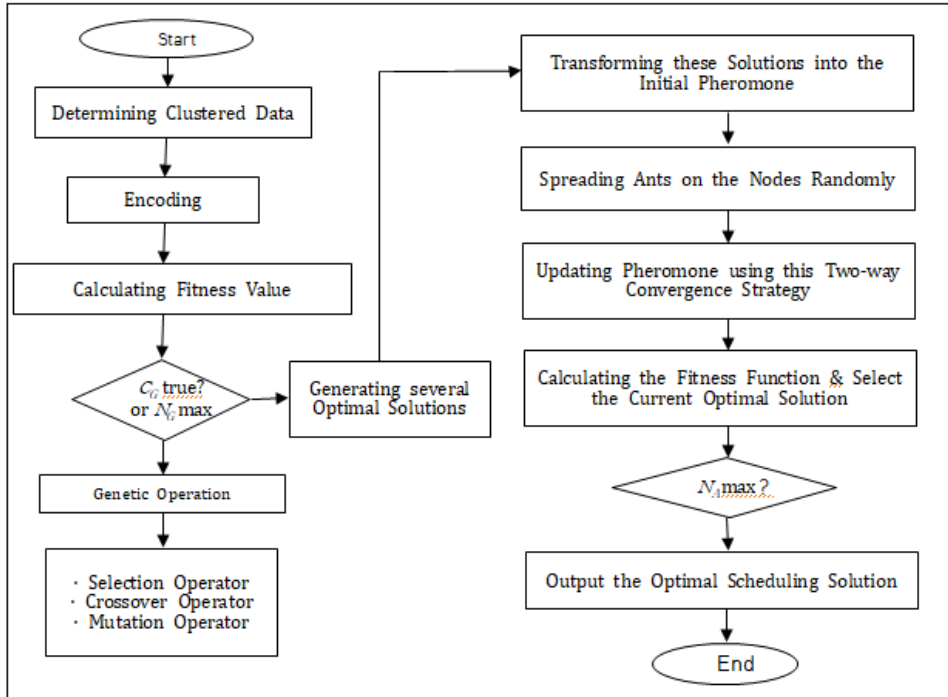 Start
Determining Clustered Data
Encoding
Calculating Fitness Value
C_G true?
or N_G max
Generating several
Optimal Solutions
Genetic Operation
· Selection Operator
· Crossover Operator
· Mutation Operator
Transforming these Solutions into the
Initial Pheromone
Spreading Ants on the Nodes Randomly
Updating Pheromone using this Two-way
Convergence Strategy
Calculating the Fitness Function & Select
the Current Optimal Solution
N_A max ?
Output the Optimal Scheduling Solution
End